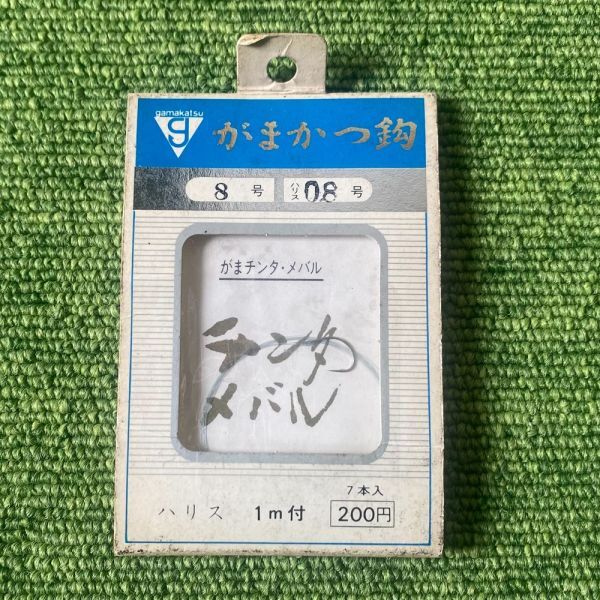 gamakatsu
g
がまかつ鈎
8 号 ハリス 0.8 号
がまチンタ・メバル
チンタ
メバル
7本入
ハリス 1m付 200円